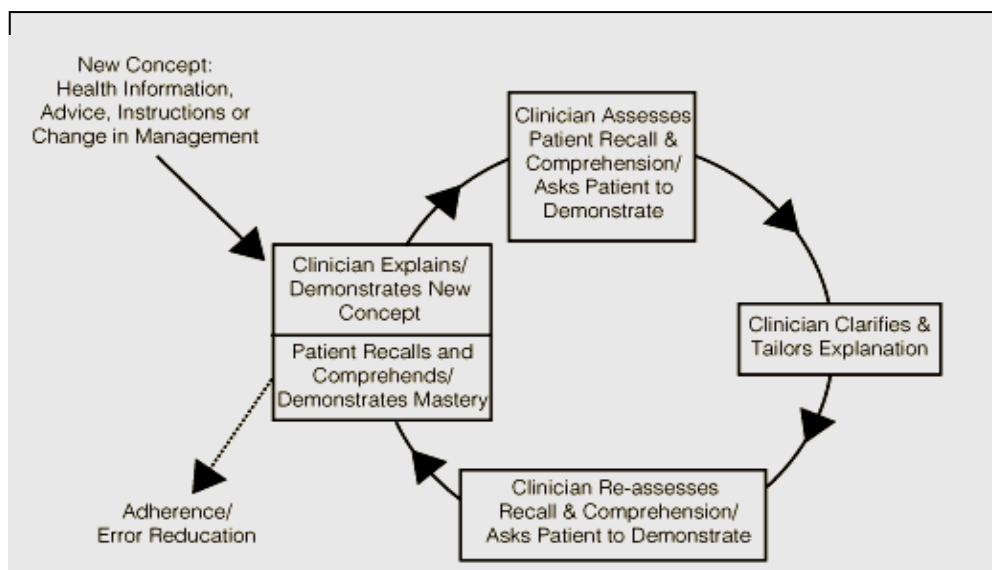 New Concept:
Health Information,
Advice, Instructions or
Change in Management
Clinician Explains/
Demonstrates New
Concept
Patient Recalls and
Comprehends/
Demonstrates Mastery
Clinician Assesses
Patient Recall &
Comprehension/
Asks Patient to
Demonstrate
Clinician Clarifies &
Tailors Explanation
Clinician Re-assesses
Recall & Comprehension/
Asks Patient to Demonstrate
Adherence/
Error Reducation